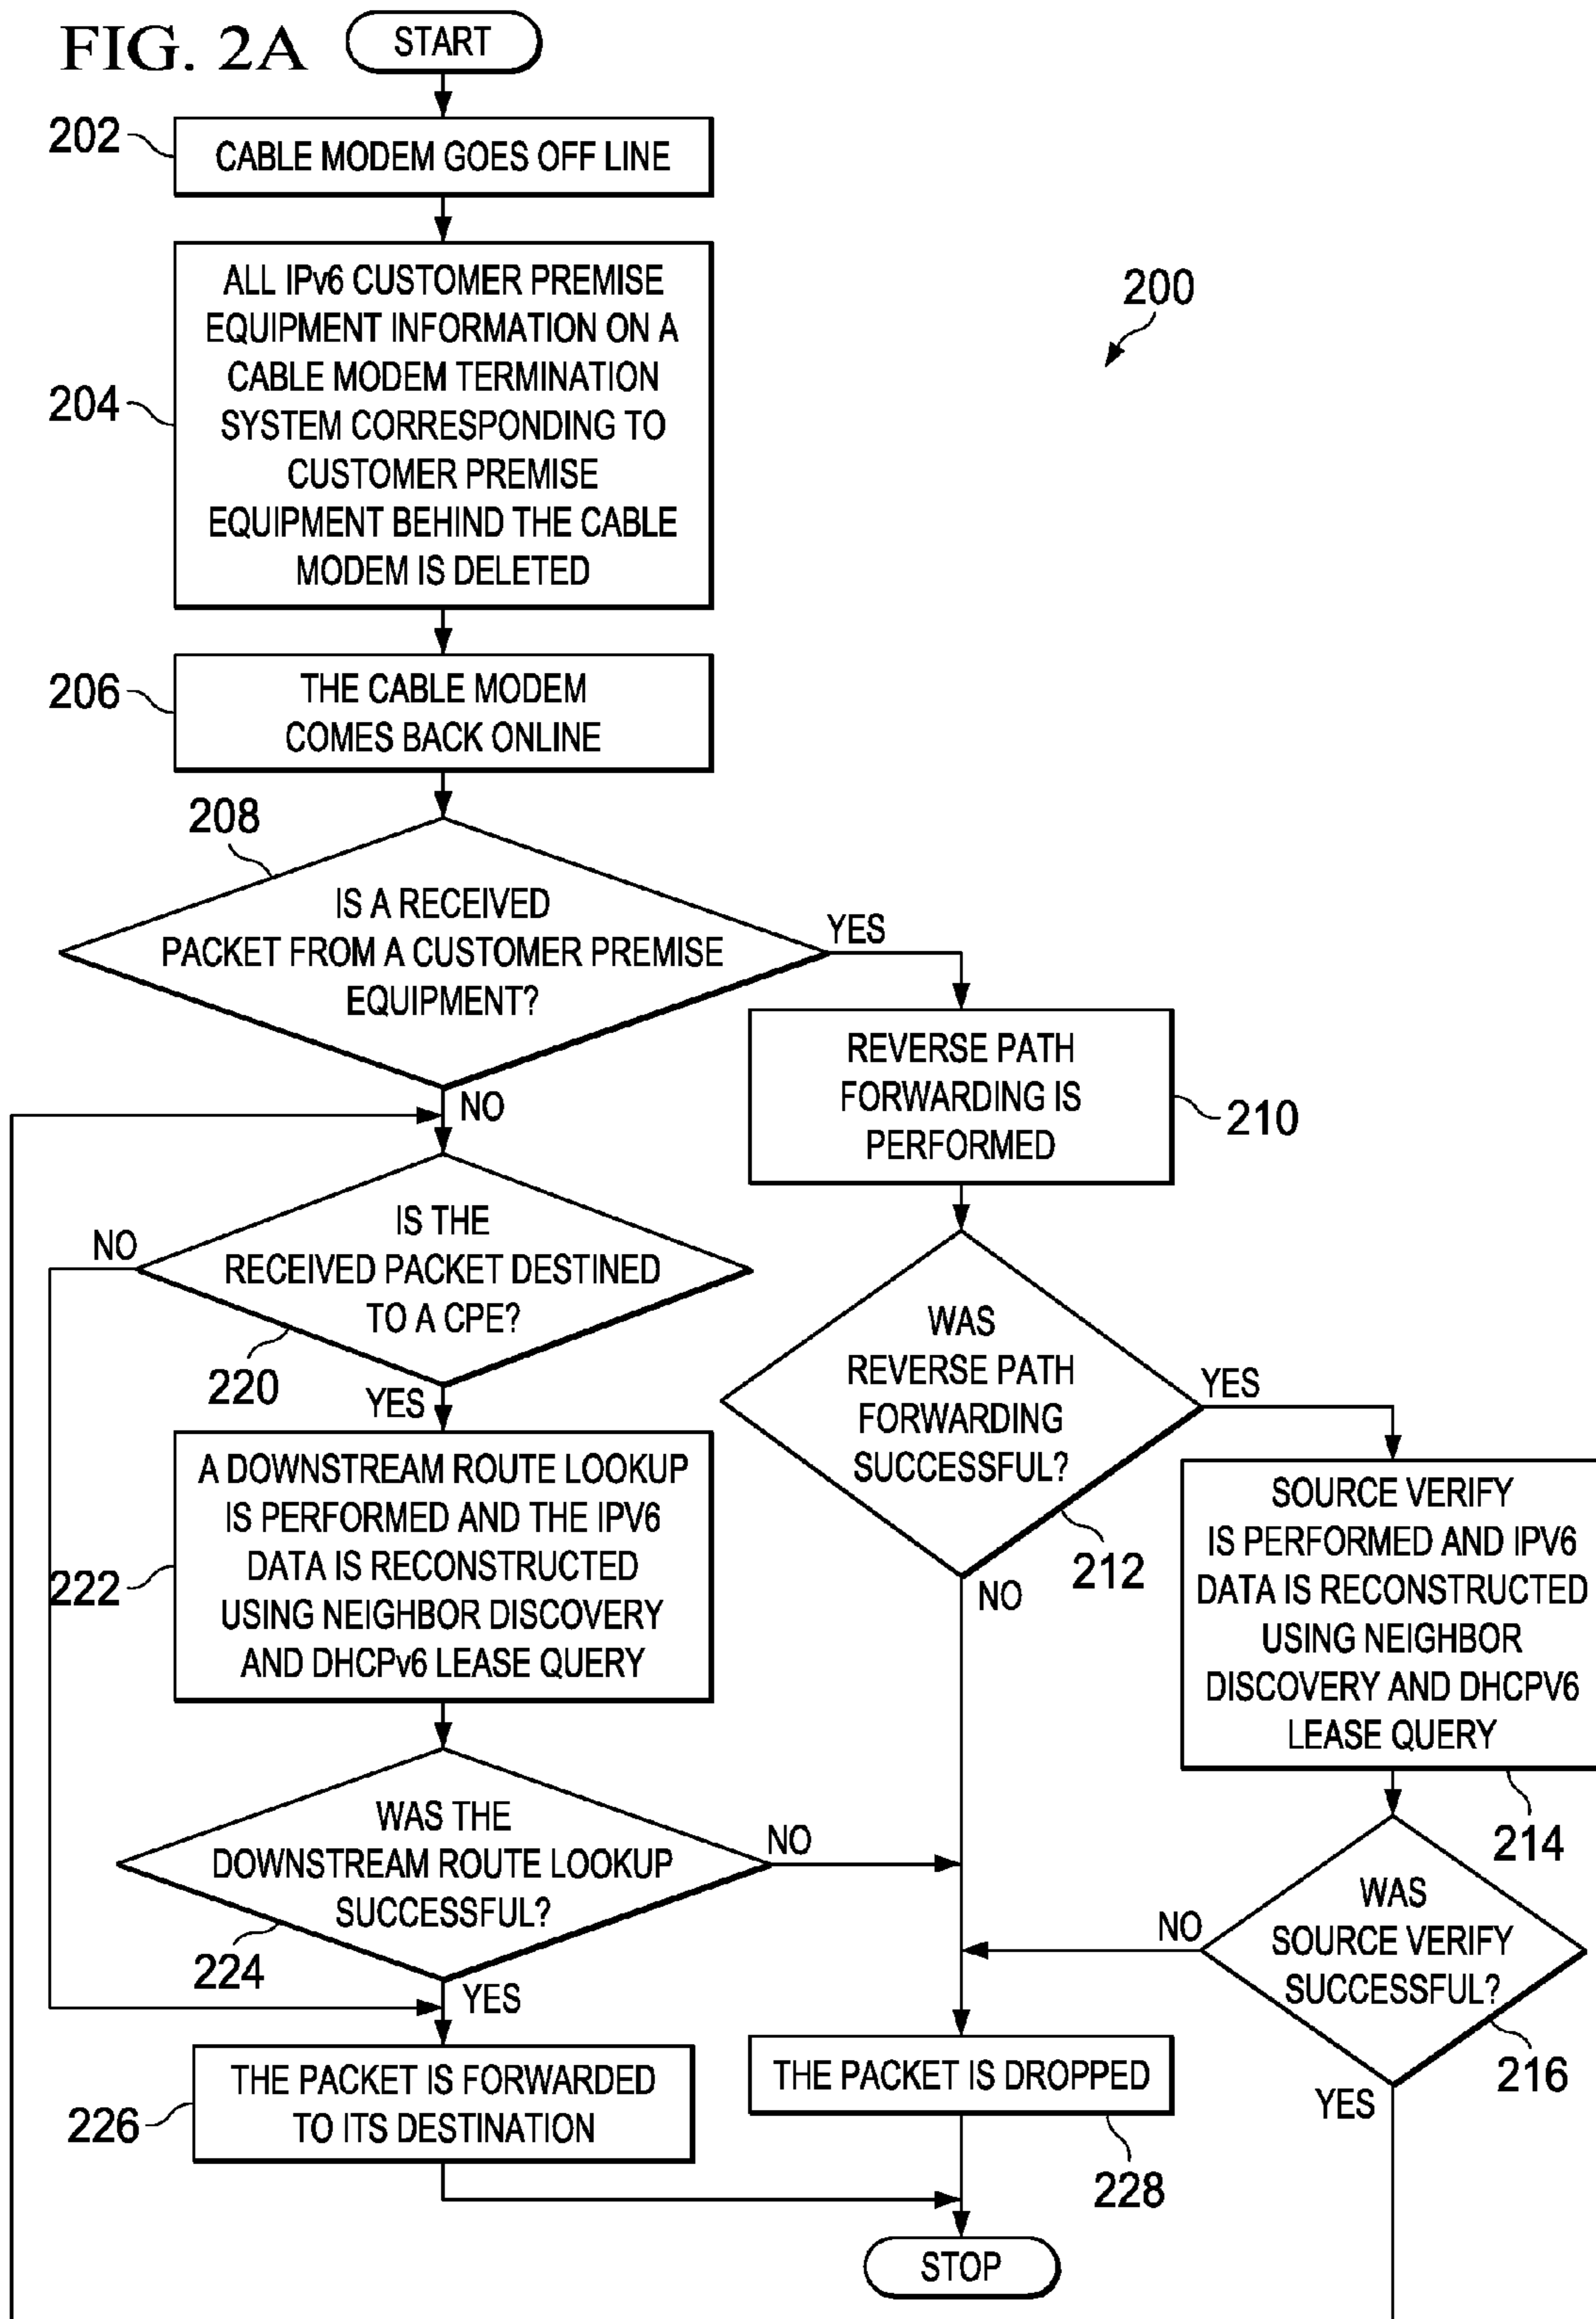 FIG. 2A
START
202
CABLE MODEM GOES OFF LINE
204
ALL IPv6 CUSTOMER PREMISE
EQUIPMENT INFORMATION ON A
CABLE MODEM TERMINATION
SYSTEM CORRESPONDING TO
CUSTOMER PREMISE
EQUIPMENT BEHIND THE CABLE
MODEM IS DELETED
200
206
THE CABLE MODEM
COMES BACK ONLINE
208
IS A RECEIVED
PACKET FROM A CUSTOMER PREMISE
EQUIPMENT?
YES
NO
REVERSE PATH
FORWARDING IS
PERFORMED
210
NO
IS THE
RECEIVED PACKET DESTINED
TO A CPE?
220
YES
WAS
REVERSE PATH
FORWARDING
SUCCESSFUL?
YES
212
NO
222
A DOWNSTREAM ROUTE LOOKUP
IS PERFORMED AND THE IPV6
DATA IS RECONSTRUCTED
USING NEIGHBOR DISCOVERY
AND DHCPv6 LEASE QUERY
SOURCE VERIFY
IS PERFORMED AND IPV6
DATA IS RECONSTRUCTED
USING NEIGHBOR
DISCOVERY AND DHCPV6
LEASE QUERY
214
WAS THE
DOWNSTREAM ROUTE LOOKUP
SUCCESSFUL?
NO
224
YES
WAS
SOURCE VERIFY
SUCCESSFUL?
NO
216
YES
226
THE PACKET IS FORWARDED
TO ITS DESTINATION
THE PACKET IS DROPPED
228
STOP